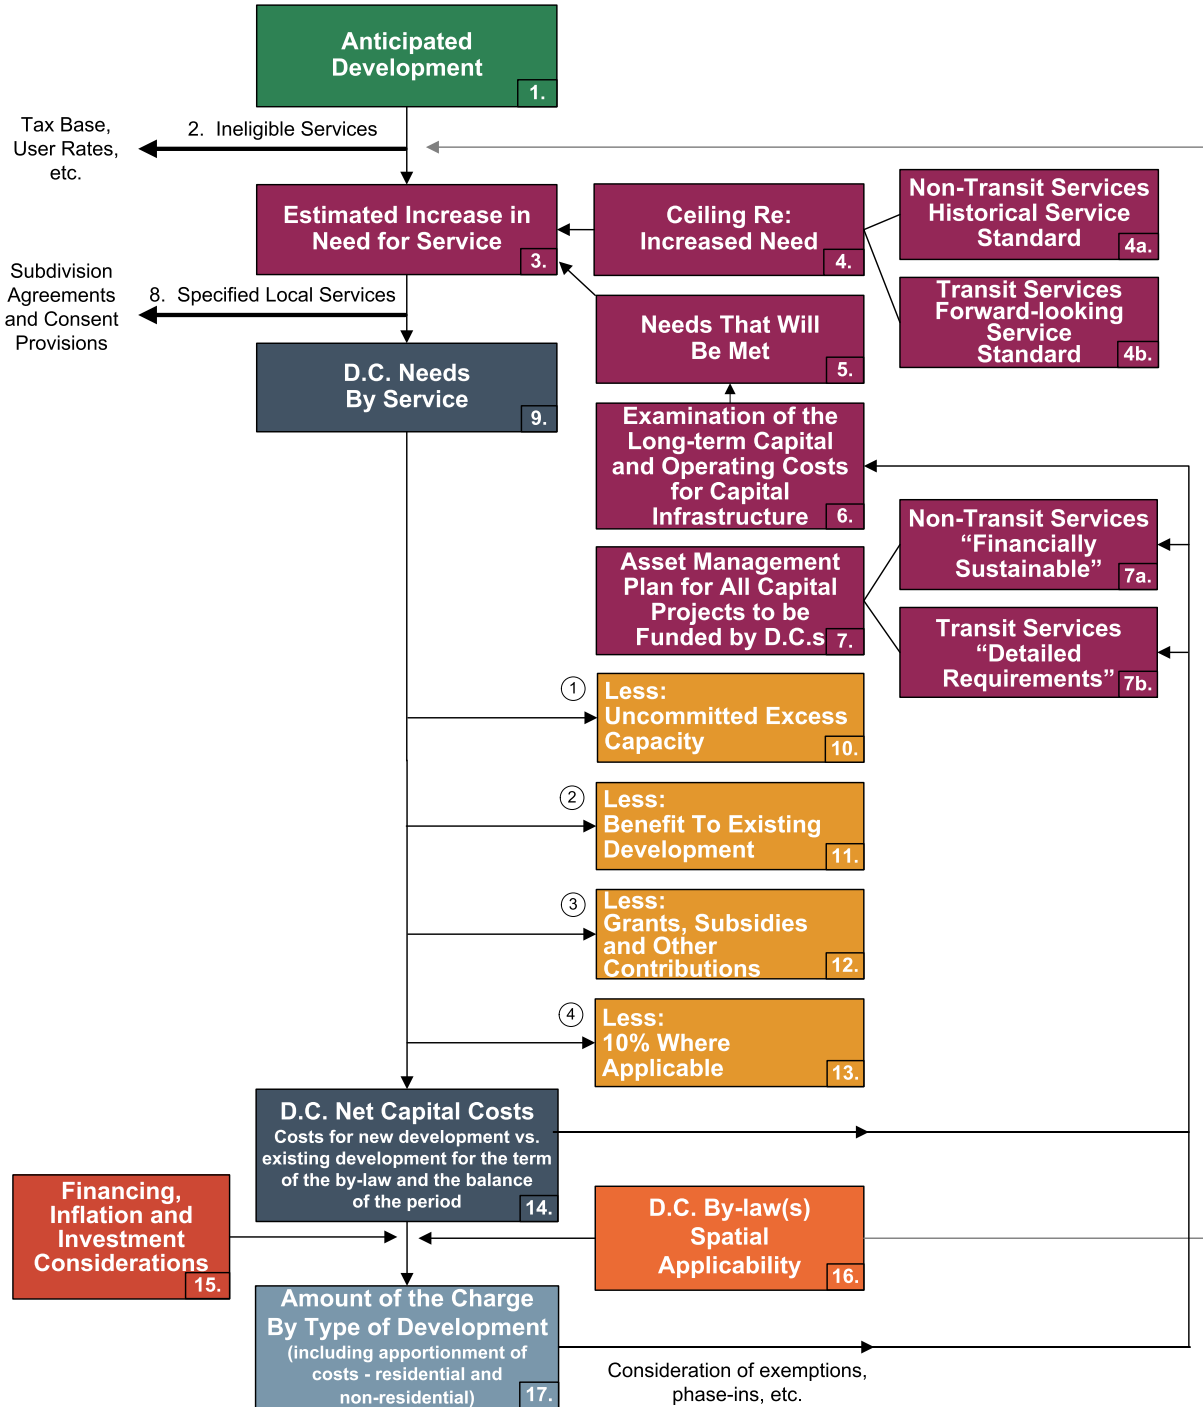 Anticipated
Development
1.
Tax Base,
User Rates,
etc.
2. Ineligible Services
Estimated Increase in
Need for Service
3.
Ceiling Re:
Increased Need
4.
Non-Transit Services
Historical Service
Standard
4a.
Transit Services
Forward-looking
Service
Standard
4b.
Subdivision
Agreements
and Consent
Provisions
8. Specified Local Services
Needs That Will
Be Met
5.
D.C. Needs
By Service
9.
Examination of the
Long-term Capital
and Operating Costs
for Capital
Infrastructure
6.
Asset Management
Plan for All Capital
Projects to be
Funded by D.C.s
7.
Non-Transit Services
“Financially
Sustainable”
7a.
Transit Services
“Detailed
Requirements”
7b.
1
Less:
Uncommitted Excess
Capacity
10.
2
Less:
Benefit To Existing
Development
11.
3
Less:
Grants, Subsidies
and Other
Contributions
12.
4
Less:
10% Where
Applicable
13.
D.C. Net Capital Costs
Costs for new development vs.
existing development for the term
of the by-law and the balance
of the period
14.
Financing,
Inflation and
Investment
Considerations
15.
D.C. By-law(s)
Spatial
Applicability
16.
Amount of the Charge
By Type of Development
(including apportionment of
costs - residential and
non-residential)
17.
Consideration of exemptions,
phase-ins, etc.